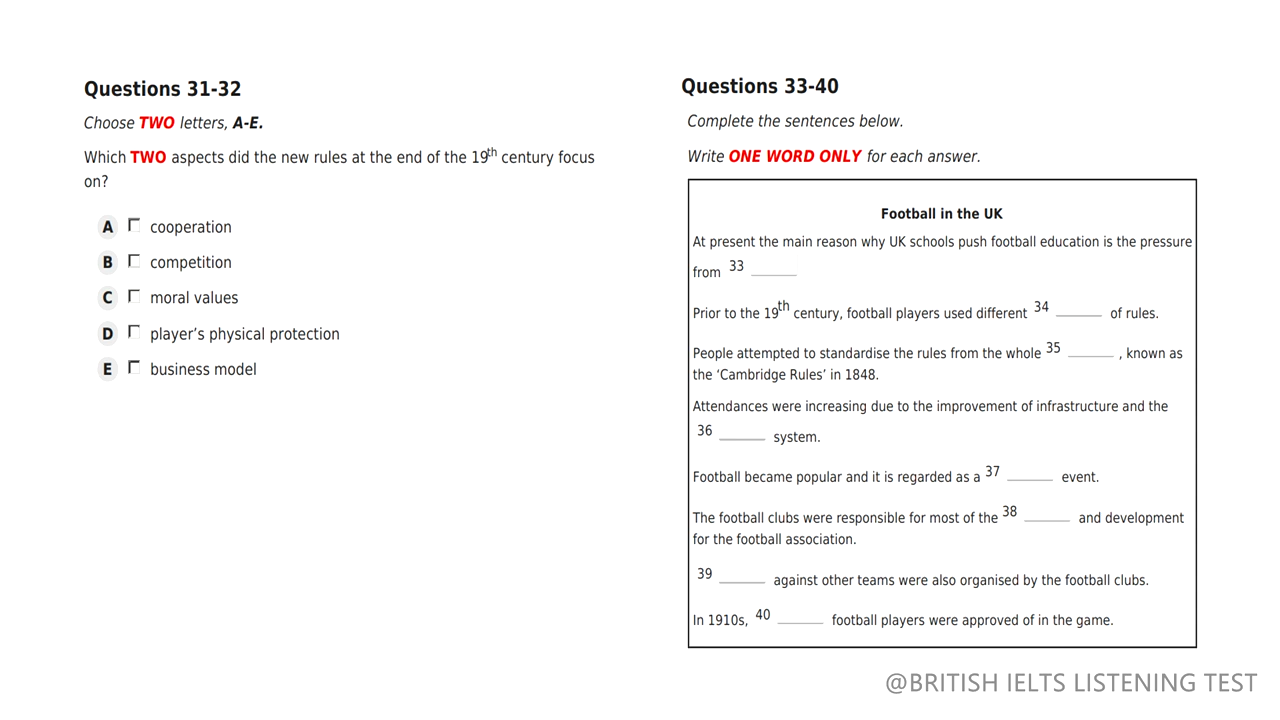 Questions 31-32
Choose TWO letters, A-E.
Which TWO aspects did the new rules at the end of the 19th century focus
on?
A cooperation
B competition
C moral values
D player's physical protection
E business model
Questions 33-40
Complete the sentences below.
Write ONE WORD ONLY for each answer.
Football in the UK
At present the main reason why UK schools push football education is the pressure
from 33 ______
Prior to the 19th century, football players used different 34 ______ of rules.
People attempted to standardise the rules from the whole 35 ______ , known as
the 'Cambridge Rules' in 1848.
Attendances were increasing due to the improvement of infrastructure and the
36 ______ system.
Football became popular and it is regarded as a 37 ______ event.
The football clubs were responsible for most of the 38 ______ and development
for the football association.
39 ______ against other teams were also organised by the football clubs.
In 1910s, 40 ______ football players were approved of in the game.
@BRITISH IELTS LISTENING TEST